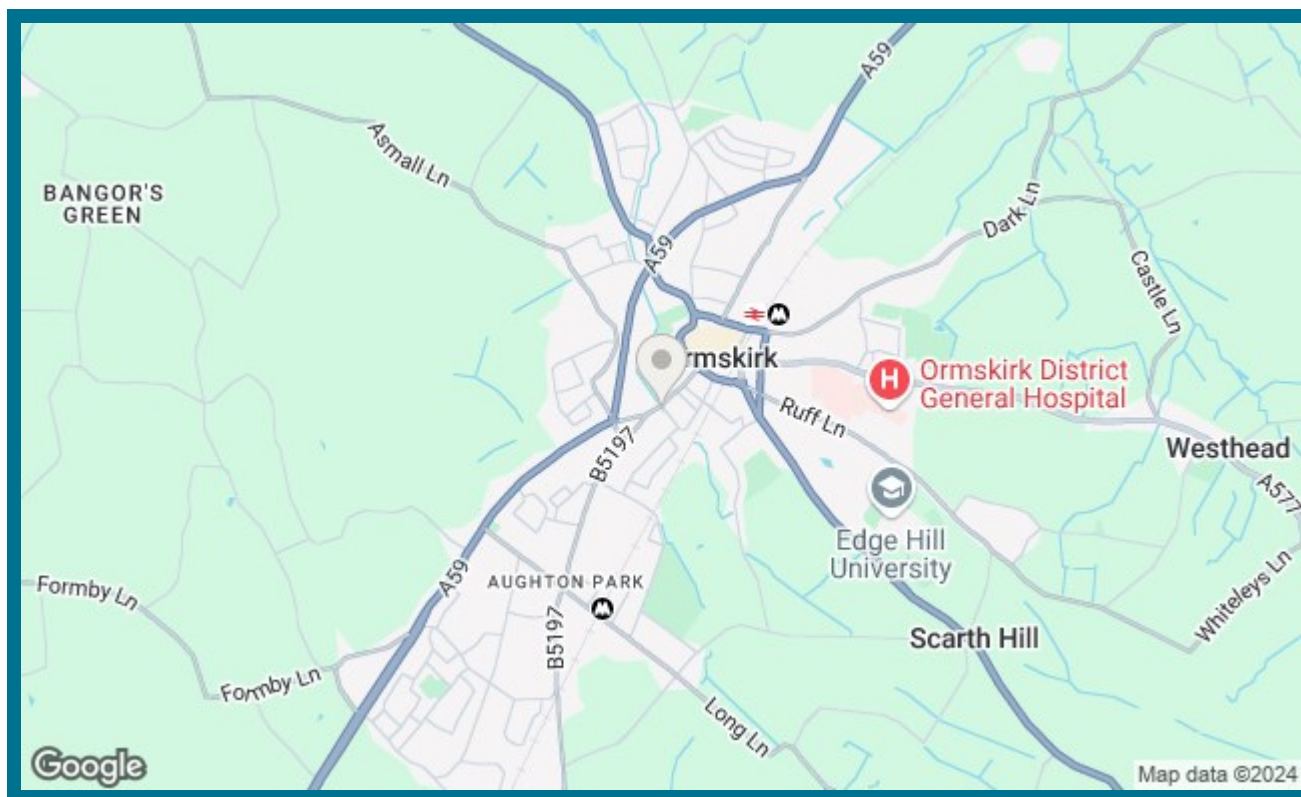 A59
Asmall Ln
BANGOR'S
GREEN
Dark Ln
A59
Castle Ln
rmskirk
H
Ormskirk District
General Hospital
Ruff Ln
Westhead
B5197
A577
Edge Hill
University
Formby Ln
A59
AUGHTON PARK
Whiteleys Ln
B5197
Scarth Hill
Formby Ln
Long Ln
Google
Map data ©2024